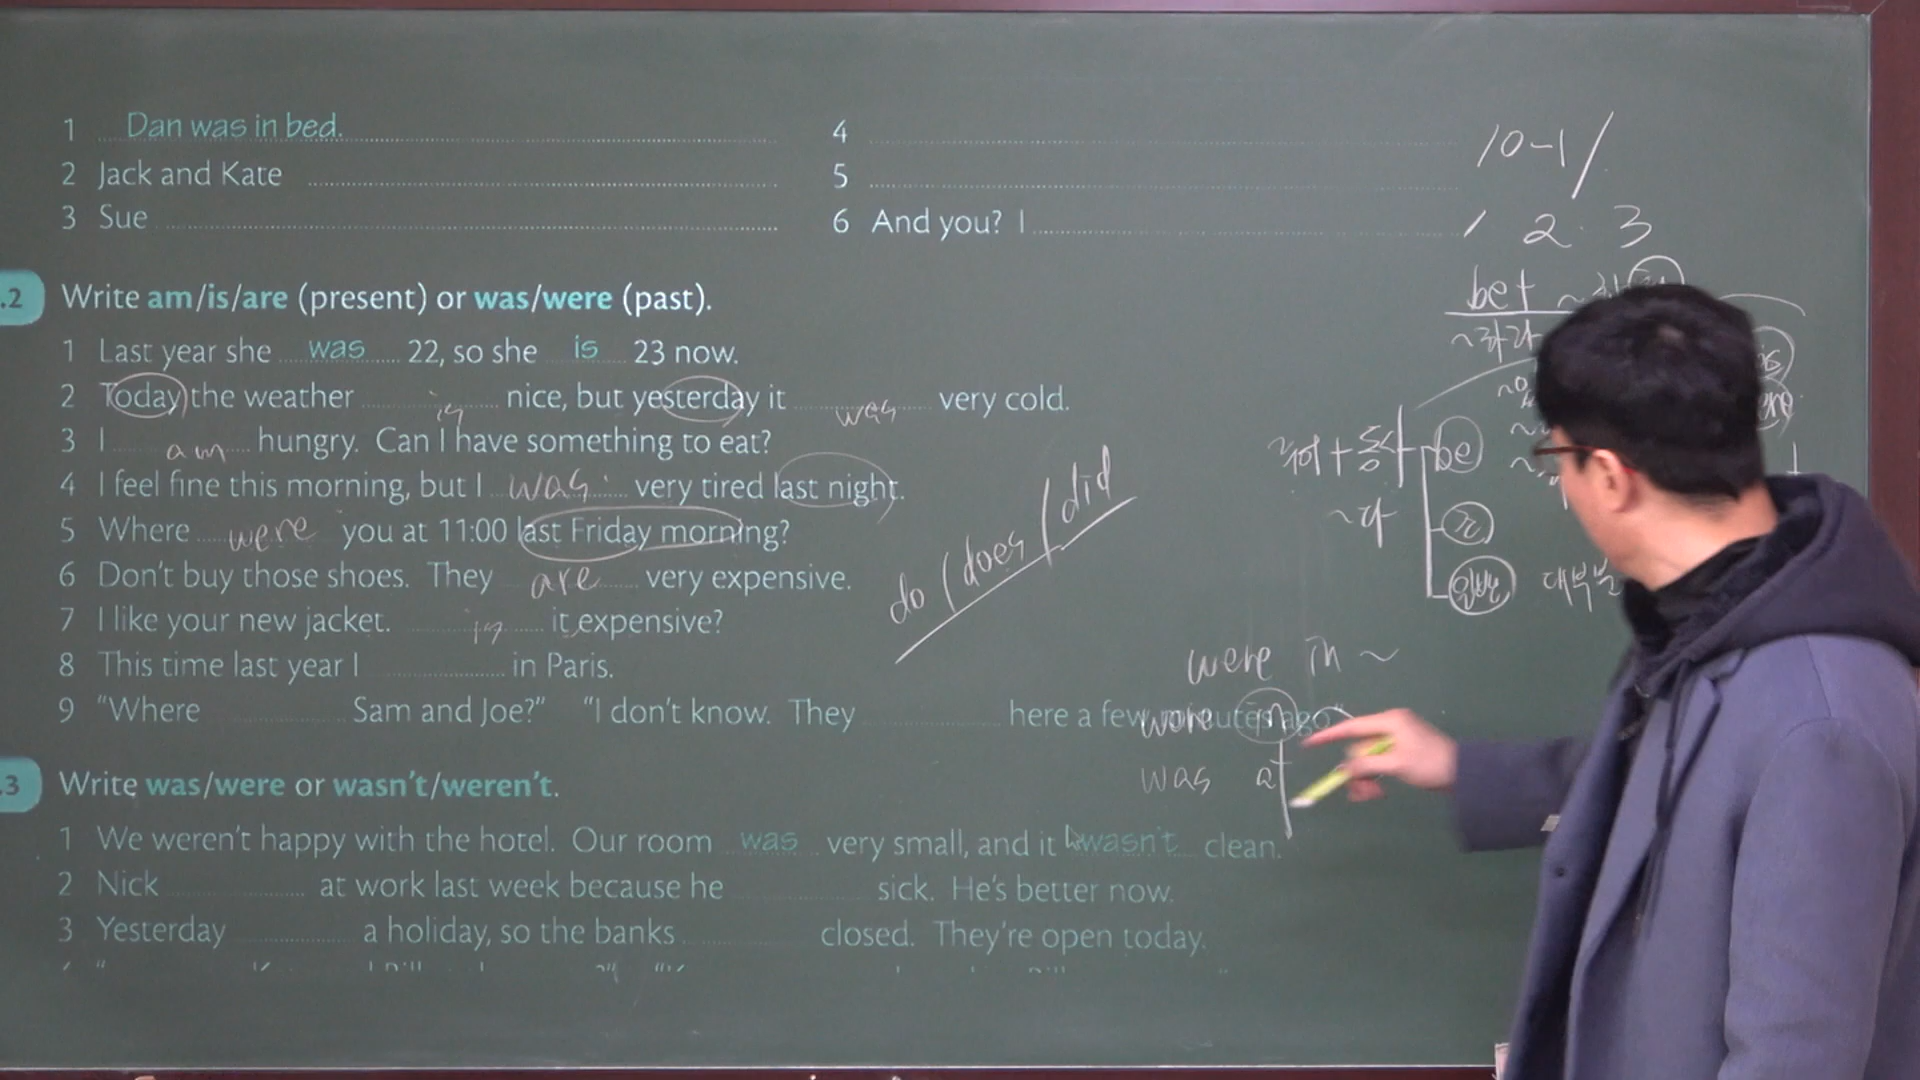 1 Dan was in bed.
2 Jack and Kate
3 Sue
4
5
6 And you? I
.2 Write am/is/are (present) or was/were (past).
1 Last year she was 22, so she is 23 now.
2 Today the weather is nice, but yesterday it was very cold.
3 I am hungry. Can I have something to eat?
4 I feel fine this morning, but I was very tired last night.
5 Where were you at 11:00 last Friday morning?
6 Don't buy those shoes. They are very expensive.
7 I like your new jacket. is it expensive?
8 This time last year I in Paris.
9 "Where Sam and Joe?" "I don't know. They here a few minutes ago."
.3 Write was/were or wasn't/weren't.
1 We weren't happy with the hotel. Our room was very small, and it wasn't clean.
2 Nick at work last week because he sick. He's better now.
3 Yesterday a holiday, so the banks closed. They're open today.
do/does/did
10-1/
1 2. 3
be
were in ~
were in
was at